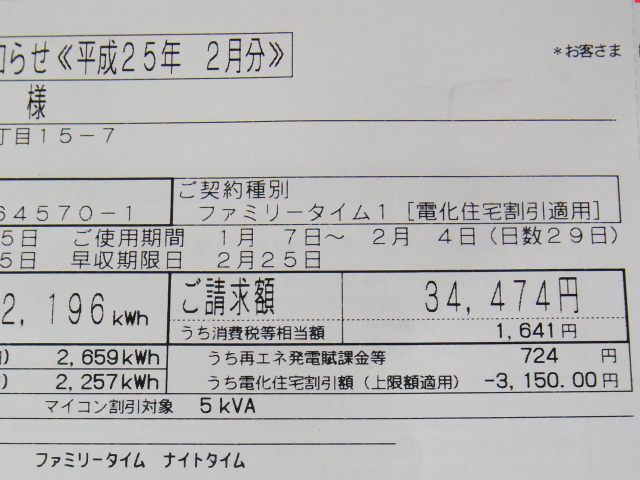 らせ≪平成２５年　２月分≫
*お客さま
様
丁目１５－７
64570-1
ご契約種別
ファミリータイム１［電化住宅割引適用］
５日　ご使用期間　１月　７日～　２月　４日（日数２９日）
５日　早収期限日　２月２５日
2,196kWh
ご請求額　34,474円
うち消費税等相当額　1,641円
2,659kWh
うち再エネ発電賦課金等　724　円
2,257kWh
うち電化住宅割引額（上限額適用）　-3,150.00円
マイコン割引対象　5kVA
ファミリータイム　ナイトタイム